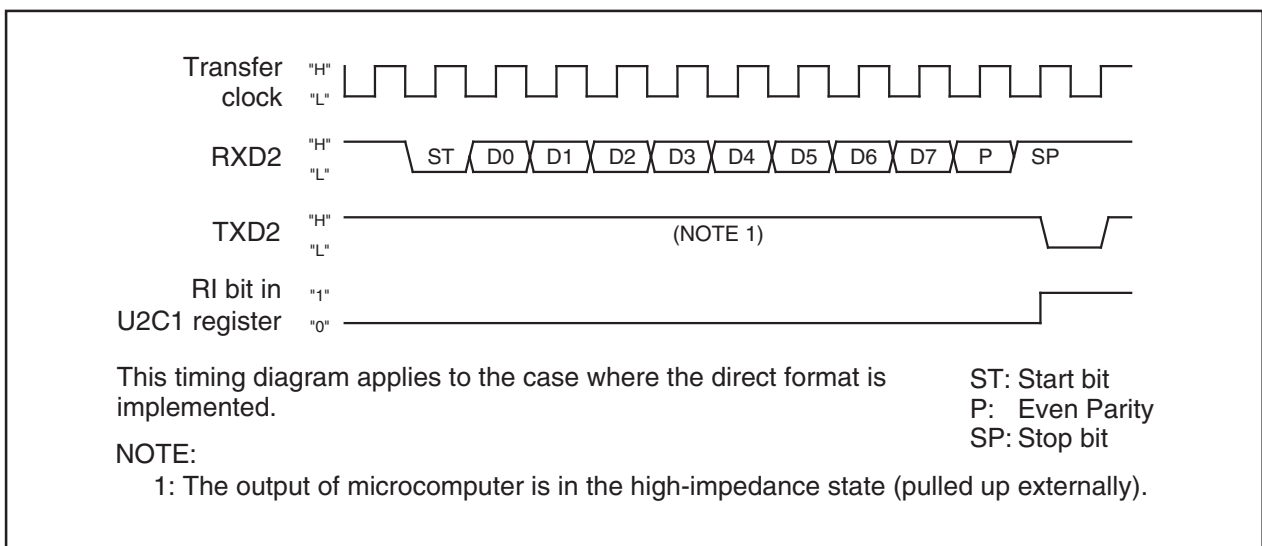 Transfer clock "H" "L"
RXD2 "H" "L" ST D0 D1 D2 D3 D4 D5 D6 D7 P SP
TXD2 "H" "L" (NOTE 1)
RI bit in U2C1 register "1" "0"
This timing diagram applies to the case where the direct format is
implemented.
ST: Start bit
P: Even Parity
SP: Stop bit
NOTE:
1: The output of microcomputer is in the high-impedance state (pulled up externally).